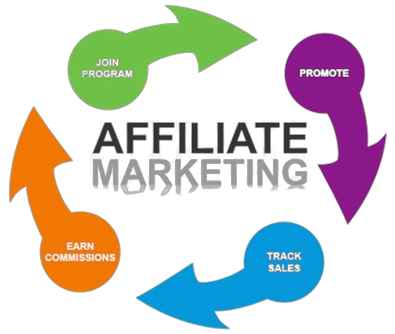 JOIN
PROGRAM
PROMOTE
AFFILIATE
MARKETING
EARN
COMMISSIONS
TRACK
SALES